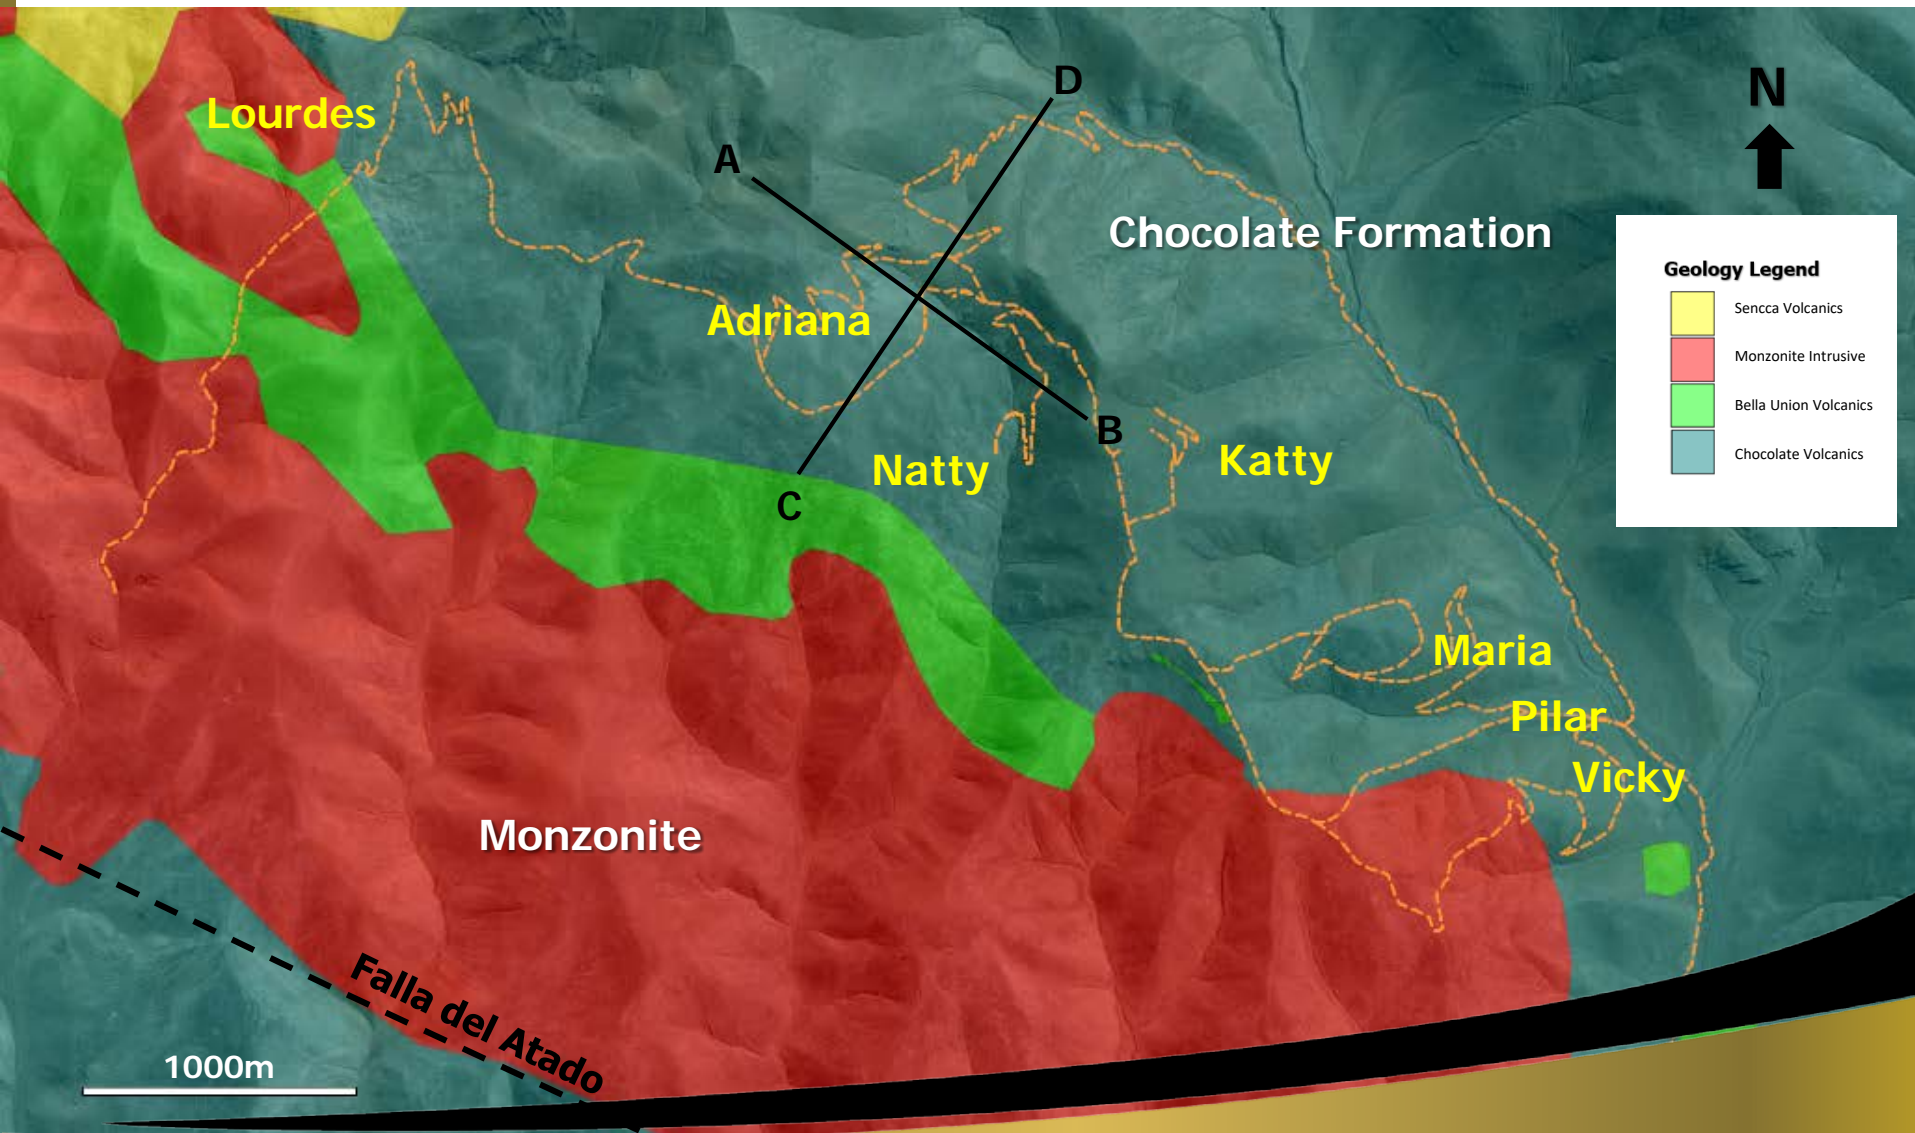 D
N
Lourdes
A
Chocolate Formation
Geology Legend
Sencca Volcanics
Monzonite Intrusive
Bella Union Volcanics
Chocolate Volcanics
Adriana
B
Natty
Katty
C
Maria
Pilar
Vicky
Monzonite
Falla del Atado
1000m